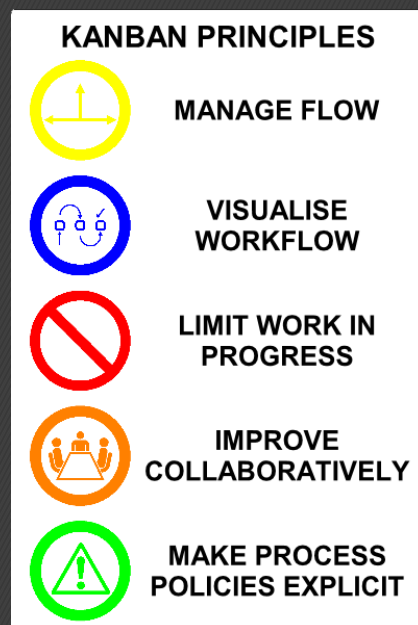 KANBAN PRINCIPLES
MANAGE FLOW
VISUALISE
WORKFLOW
LIMIT WORK IN
PROGRESS
IMPROVE
COLLABORATIVELY
MAKE PROCESS
POLICIES EXPLICIT